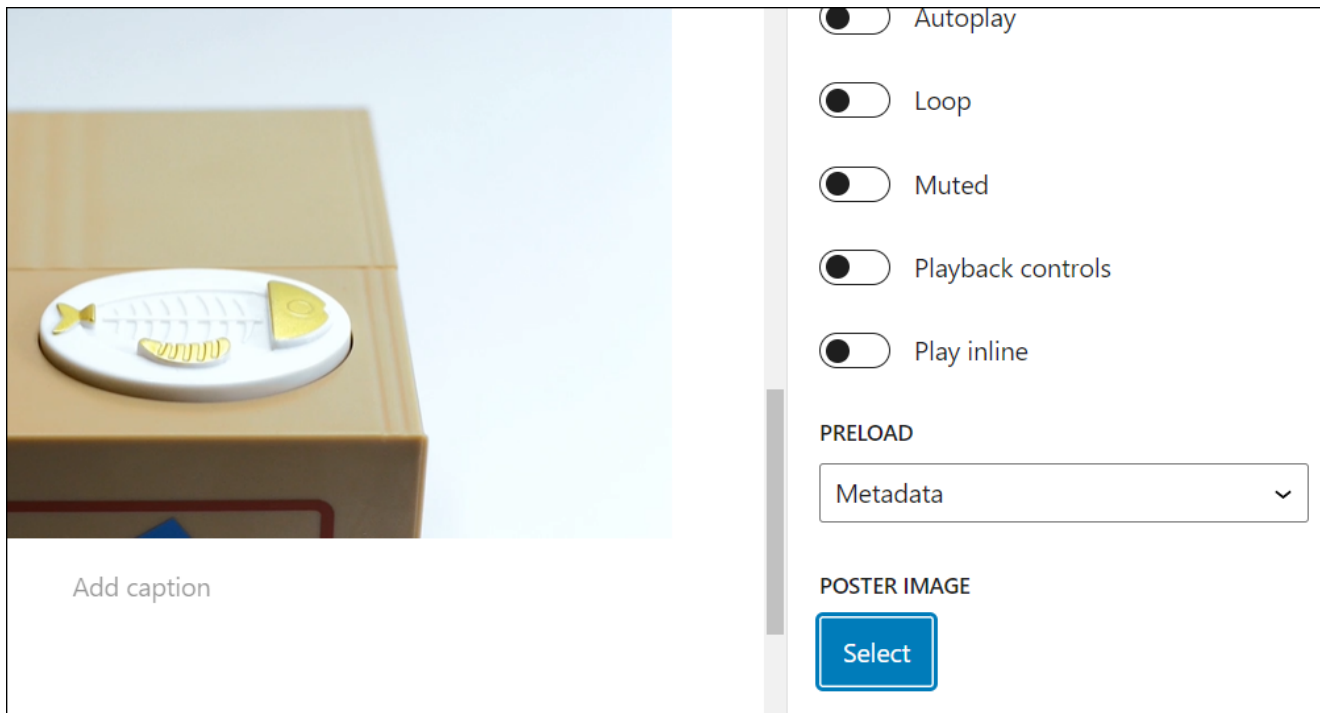 Autoplay
Loop
Muted
Playback controls
Play inline
PRELOAD
Metadata
Add caption
POSTER IMAGE
Select